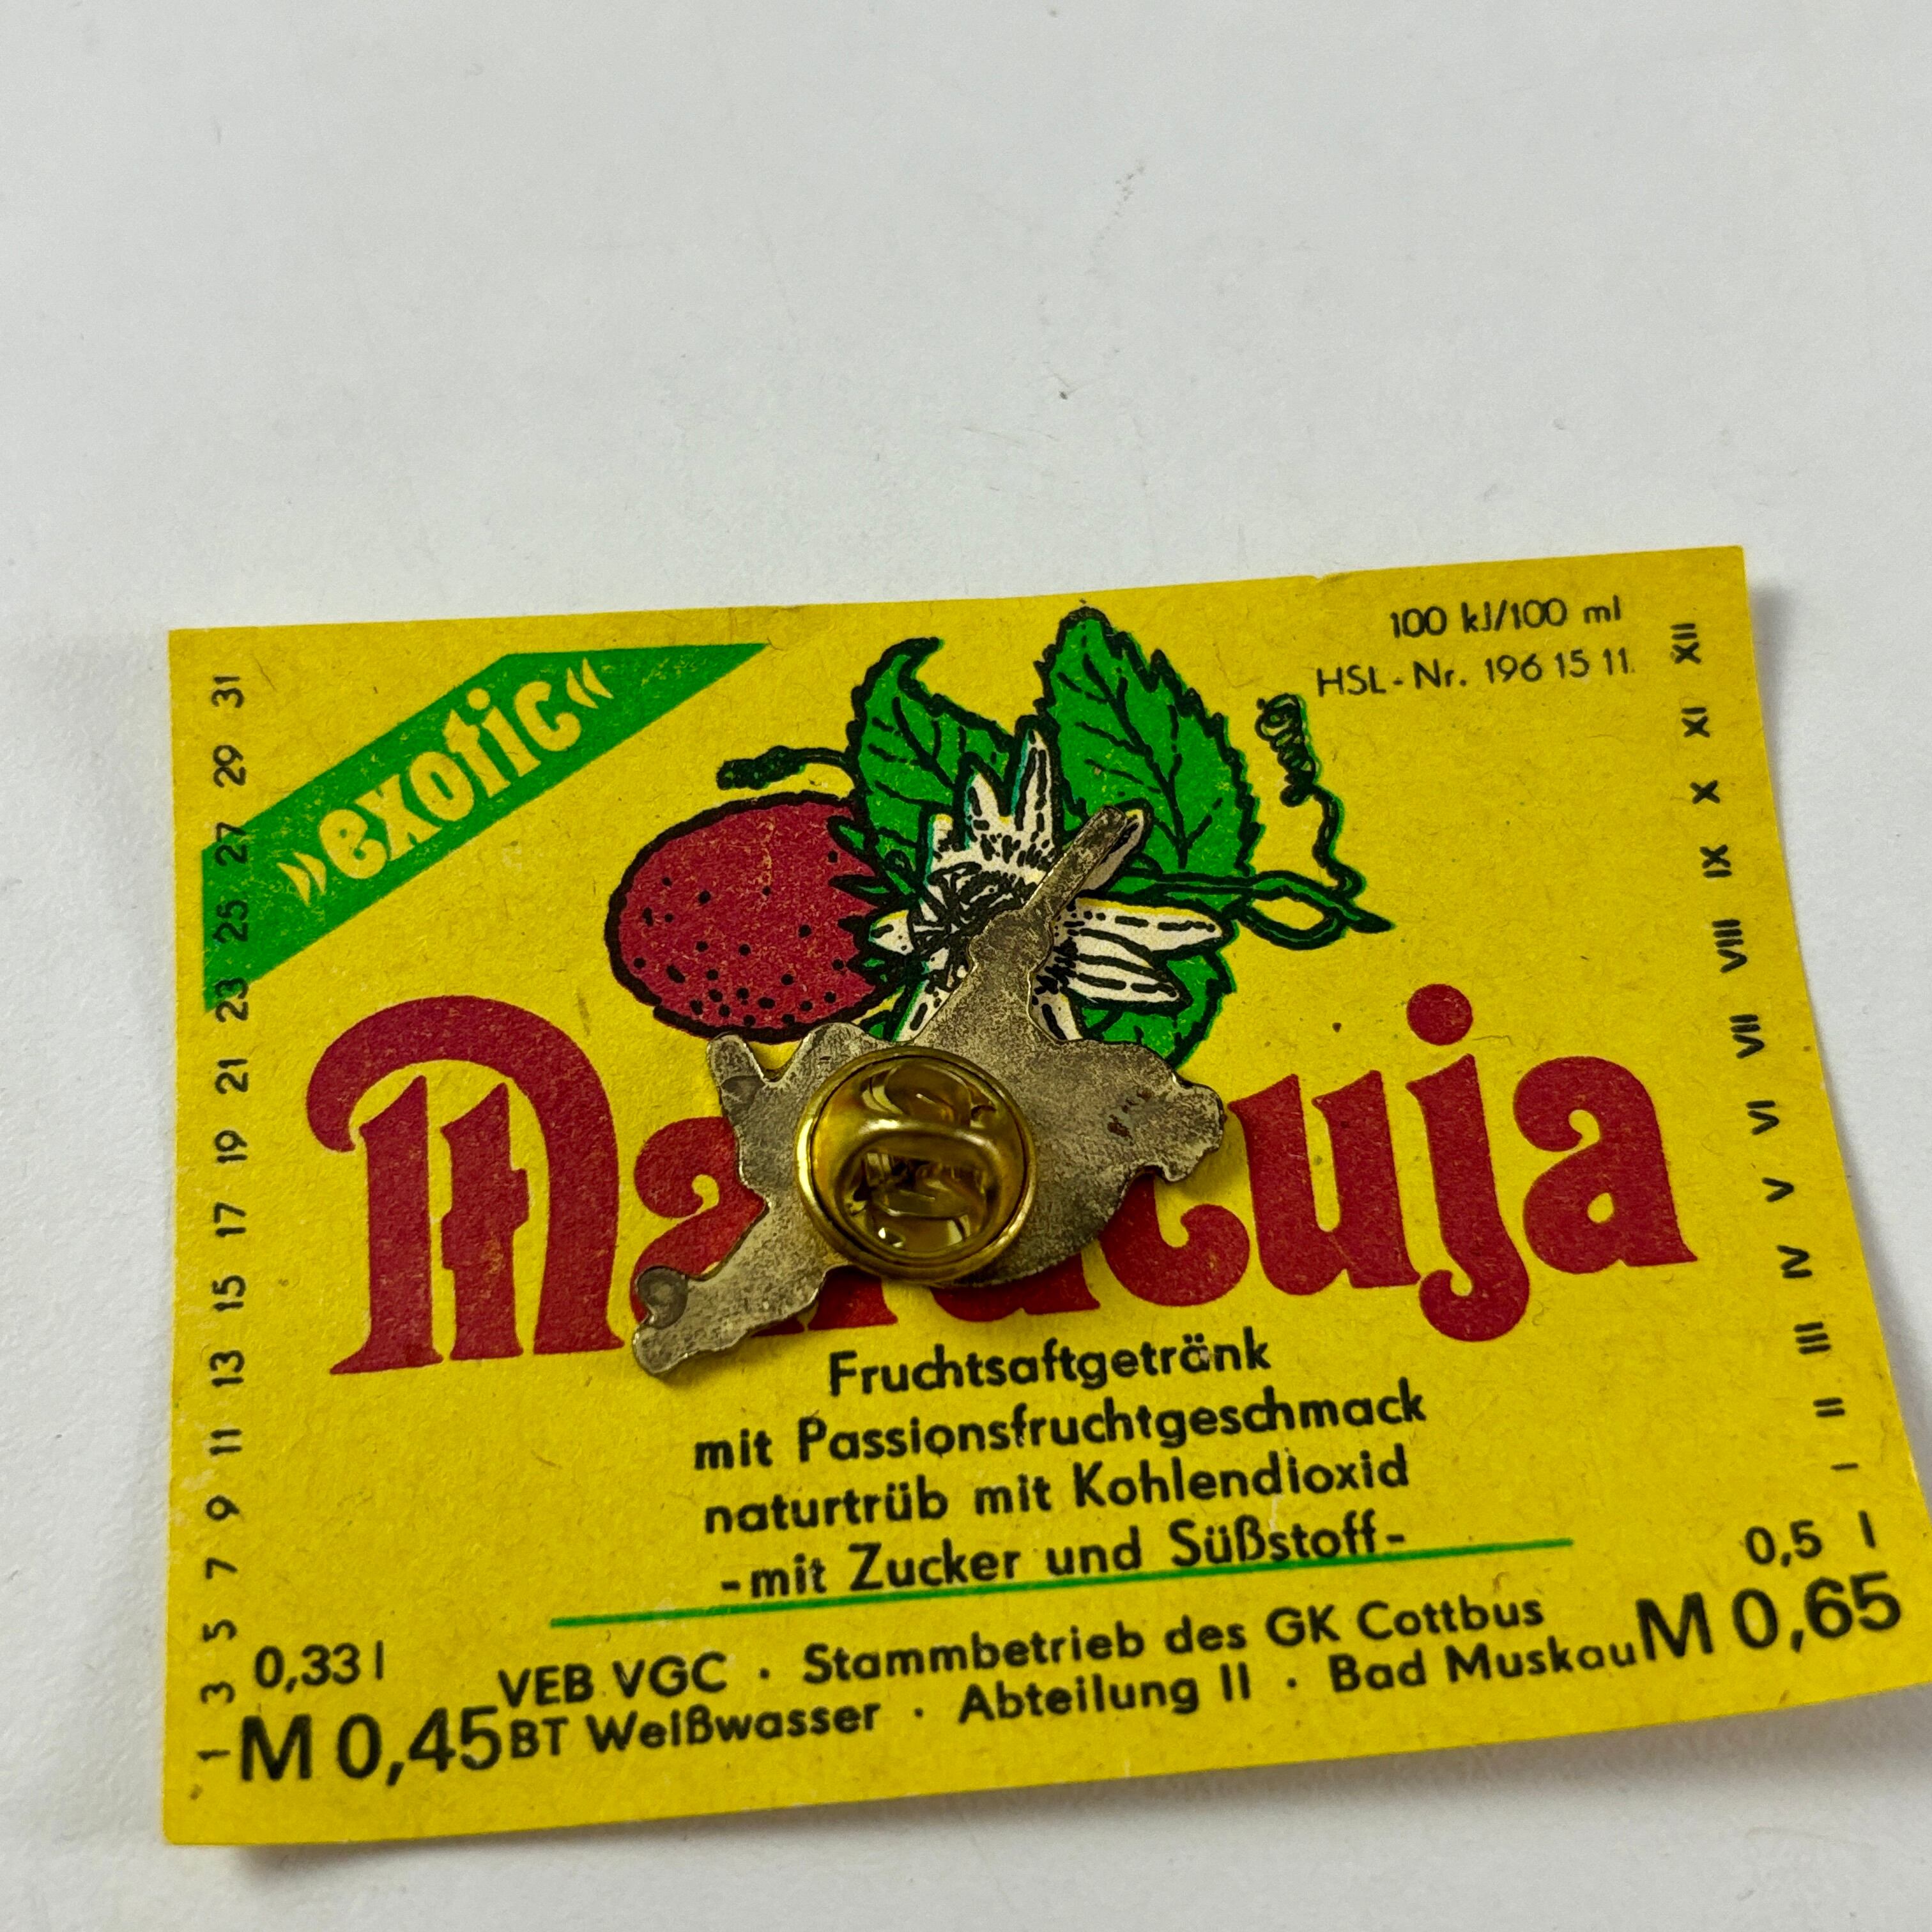 »exotic«
100 kJ/100 ml
HSL-Nr. 196 15 11
Fruchtsaftgetränk
mit Passionsfruchtgeschmack
naturtrüb mit Kohlendioxid
-mit Zucker und Süßstoff-
0,33 l
M 0,45
VEB VGC · Stammbetrieb des GK Cottbus
BT Weißwasser · Abteilung II · Bad Muskau
0,5 l
M 0,65
1 3 5 7 9 11 13 15 17 19 21 23 25 27 29 31
I II III IV V VI VII VIII IX X XI XII